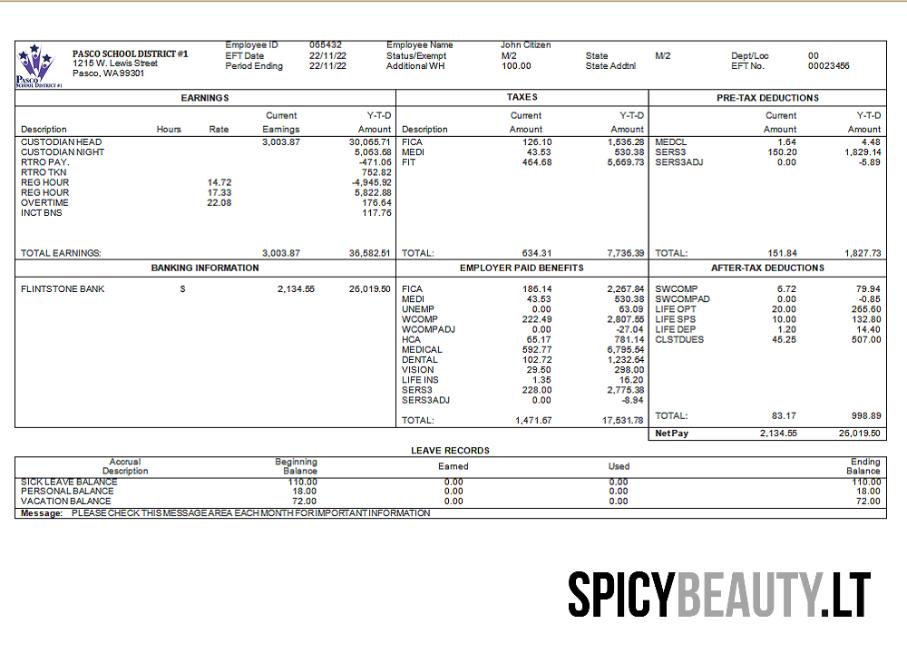 PASCO SCHOOL DISTRICT #1
1215 W. Lewis Street
Pasco, WA 99301
PASCO
SCHOOL DISTRICT #1
Employee ID 065432 Employee Name John Citizen
EFT Date 22/11/22 Status/Exempt M/2 State M/2 Dept/Loc 00
Period Ending 22/11/22 Additional WH 100.00 State Addtnl EFT No. 00023456
EARNINGS TAXES PRE-TAX DEDUCTIONS
Current Y-T-D Current Y-T-D Current Y-T-D
Description Hours Rate Earnings Amount Description Amount Amount Amount Amount
CUSTODIAN HEAD 3,003.87 30,065.71 FICA 126.10 1,536.28 MEDCL 1.64 4.48
CUSTODIAN NIGHT 5,063.68 MEDI 43.53 530.38 SERS3 150.20 1,829.14
RTRO PAY. -471.06 FIT 464.68 5,669.73 SERS3ADJ 0.00 -5.89
RTRO TKN 752.82
REG HOUR 14.72 -4,945.92
REG HOUR 17.33 5,822.88
OVERTIME 22.08 176.64
INCT BNS 117.76
TOTAL EARNINGS: 3,003.87 36,582.51 TOTAL: 634.31 7,736.39 TOTAL: 151.84 1,827.73
BANKING INFORMATION EMPLOYER PAID BENEFITS AFTER-TAX DEDUCTIONS
FLINTSTONE BANK $ 2,134.55 26,019.50 FICA 186.14 2,267.84 SWCOMP 6.72 79.94
MEDI 43.53 530.38 SWCOMPAD 0.00 -0.85
UNEMP 0.00 63.09 LIFE OPT 20.00 265.60
WCOMP 222.49 2,807.55 LIFE SPS 10.00 132.80
WCOMPADJ 0.00 -27.04 LIFE DEP 1.20 14.40
HCA 65.17 781.14 CLSTDUES 45.25 507.00
MEDICAL 592.77 6,795.54
DENTAL 102.72 1,232.64
VISION 29.50 298.00
LIFE INS 1.35 16.20
SERS3 228.00 2,775.38
SERS3ADJ 0.00 -8.94
TOTAL: 1,471.67 17,531.78 TOTAL: 83.17 998.89
Net Pay 2,134.55 26,019.50
LEAVE RECORDS
Accrual Beginning Ending
Description Balance Earned Used Balance
SICK LEAVE BALANCE 110.00 0.00 0.00 110.00
PERSONAL BALANCE 18.00 0.00 0.00 18.00
VACATION BALANCE 72.00 0.00 0.00 72.00
Message: PLEASE CHECK THIS MESSAGE AREA EACH MONTH FOR IMPORTANT INFORMATION
SPICYBEAUTY.LT